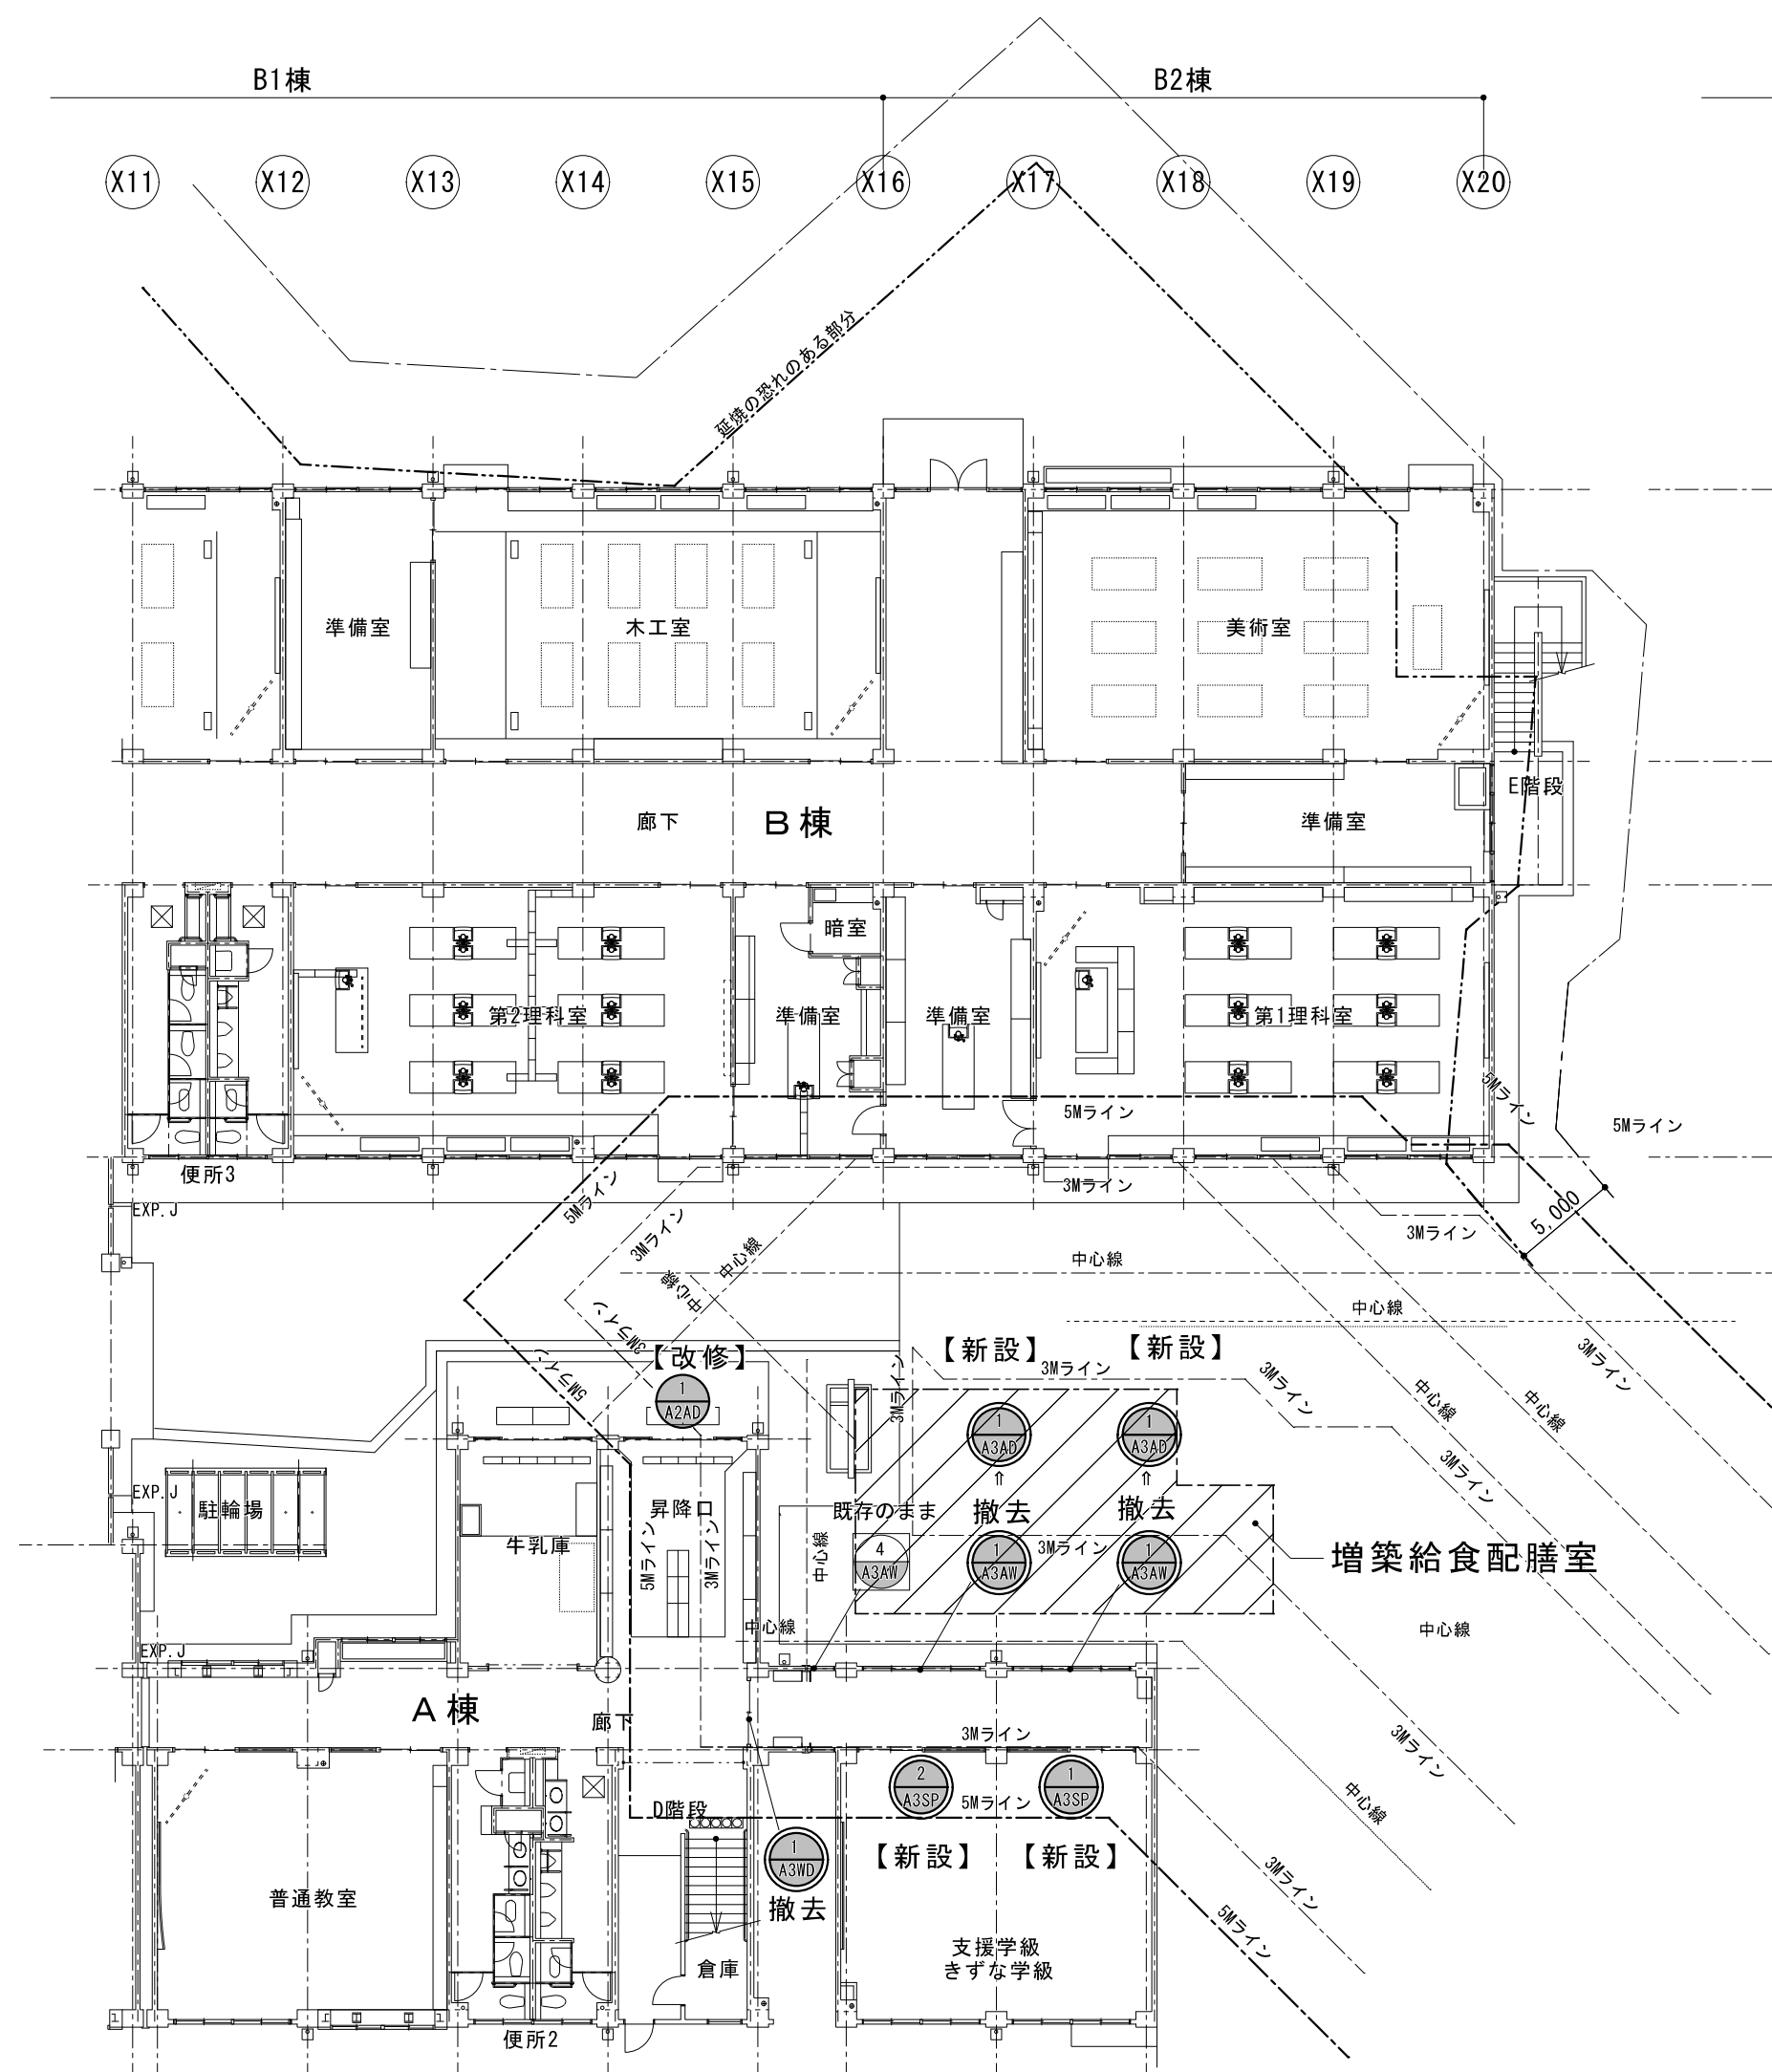 B1棟
B2棟
X11
X12
X13
X14
X15
X16
X17
X18
X19
X20
延焼の恐れのある部分
準備室
木工室
美術室
E階段
廊下
B棟
準備室
暗室
第2理科室
準備室
準備室
第1理科室
5Mライン
5Mライン
5Mライン
便所3
5Mライン
3Mライン
EXP.J
3Mライン
5,000
3Mライン
中心線
中心線
中心線
中心線
3Mライン
5Mライン
【改修】
1
A2AD
【新設】
【新設】
3Mライン
3Mライン
3Mライン
3Mライン
中心線
中心線
1
A3AD
1
A3AD
⇑
⇑
3Mライン
EXP.J
駐輪場
昇降口
牛乳庫
5Mライン
3Mライン
既存のまま
撤去
撤去
中心線
4
A3AW
1
A3AW
3Mライン
1
A3AW
増築給食配膳室
中心線
中心線
EXP.J
A棟
廊下
3Mライン
3Mライン
中心線
2
A3SP
1
A3SP
5Mライン
D階段
1
A3WD
撤去
【新設】
【新設】
3Mライン
5Mライン
普通教室
倉庫
支援学級
きずな学級
便所2